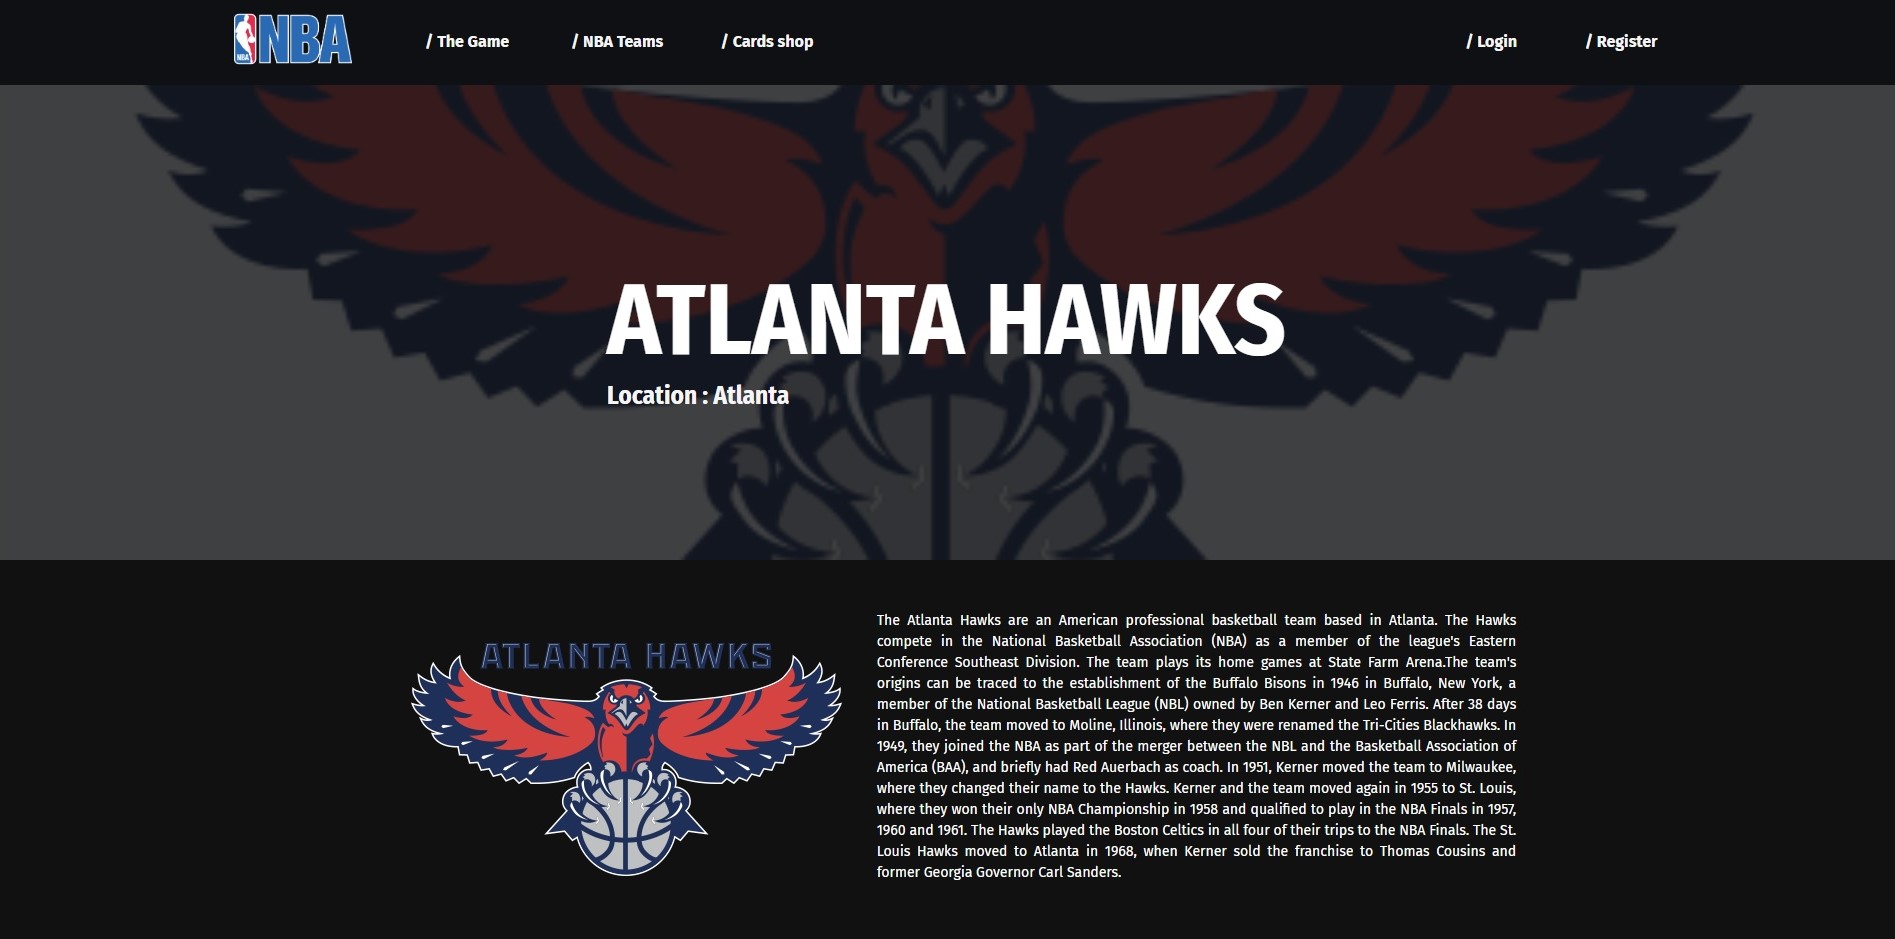 NBA NBA / The Game / NBA Teams / Cards shop / Login / Register
ATLANTA HAWKS
Location : Atlanta
ATLANTA HAWKS
The Atlanta Hawks are an American professional basketball team based in Atlanta. The Hawks
compete in the National Basketball Association (NBA) as a member of the league's Eastern
Conference Southeast Division. The team plays its home games at State Farm Arena.The team's
origins can be traced to the establishment of the Buffalo Bisons in 1946 in Buffalo, New York, a
member of the National Basketball League (NBL) owned by Ben Kerner and Leo Ferris. After 38 days
in Buffalo, the team moved to Moline, Illinois, where they were renamed the Tri-Cities Blackhawks. In
1949, they joined the NBA as part of the merger between the NBL and the Basketball Association of
America (BAA), and briefly had Red Auerbach as coach. In 1951, Kerner moved the team to Milwaukee,
where they changed their name to the Hawks. Kerner and the team moved again in 1955 to St. Louis,
where they won their only NBA Championship in 1958 and qualified to play in the NBA Finals in 1957,
1960 and 1961. The Hawks played the Boston Celtics in all four of their trips to the NBA Finals. The St.
Louis Hawks moved to Atlanta in 1968, when Kerner sold the franchise to Thomas Cousins and
former Georgia Governor Carl Sanders.